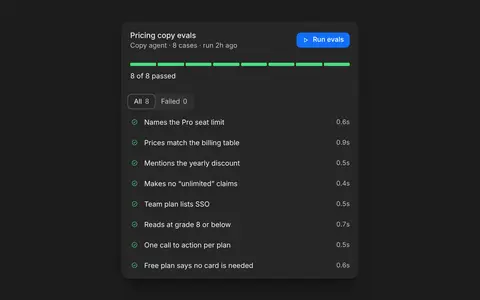 Pricing copy evals
Copy agent · 8 cases · run 2h ago
Run evals
8 of 8 passed
All 8
Failed 0
Names the Pro seat limit 0.6s
Prices match the billing table 0.9s
Mentions the yearly discount 0.5s
Makes no "unlimited" claims 0.4s
Team plan lists SSO 0.5s
Reads at grade 8 or below 0.7s
One call to action per plan 0.5s
Free plan says no card is needed 0.6s